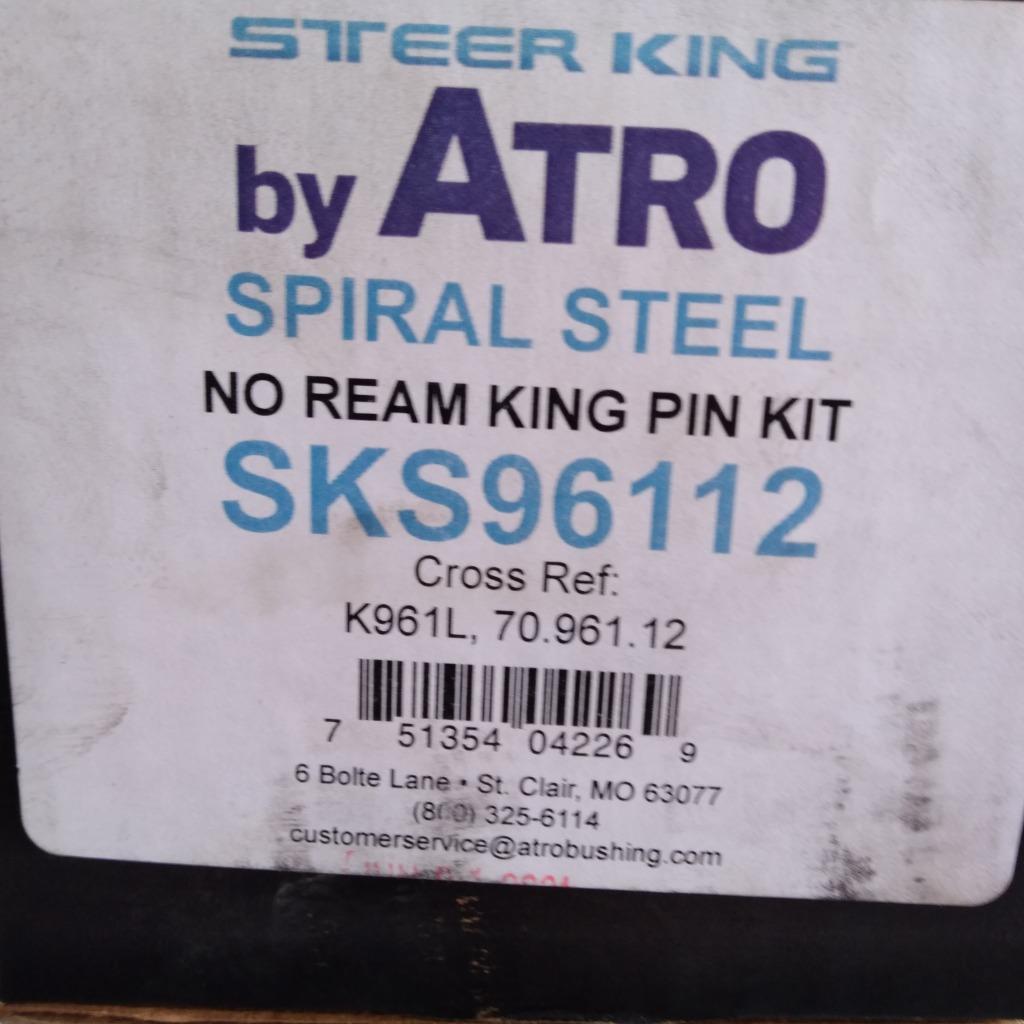 STEER KING
by ATRO
SPIRAL STEEL
NO REAM KING PIN KIT
SKS96112
Cross Ref:
K961L, 70.961.12
7 51354 04226 9
6 Bolte Lane • St. Clair, MO 63077
(800) 325-6114
customerservice@atrobushing.com